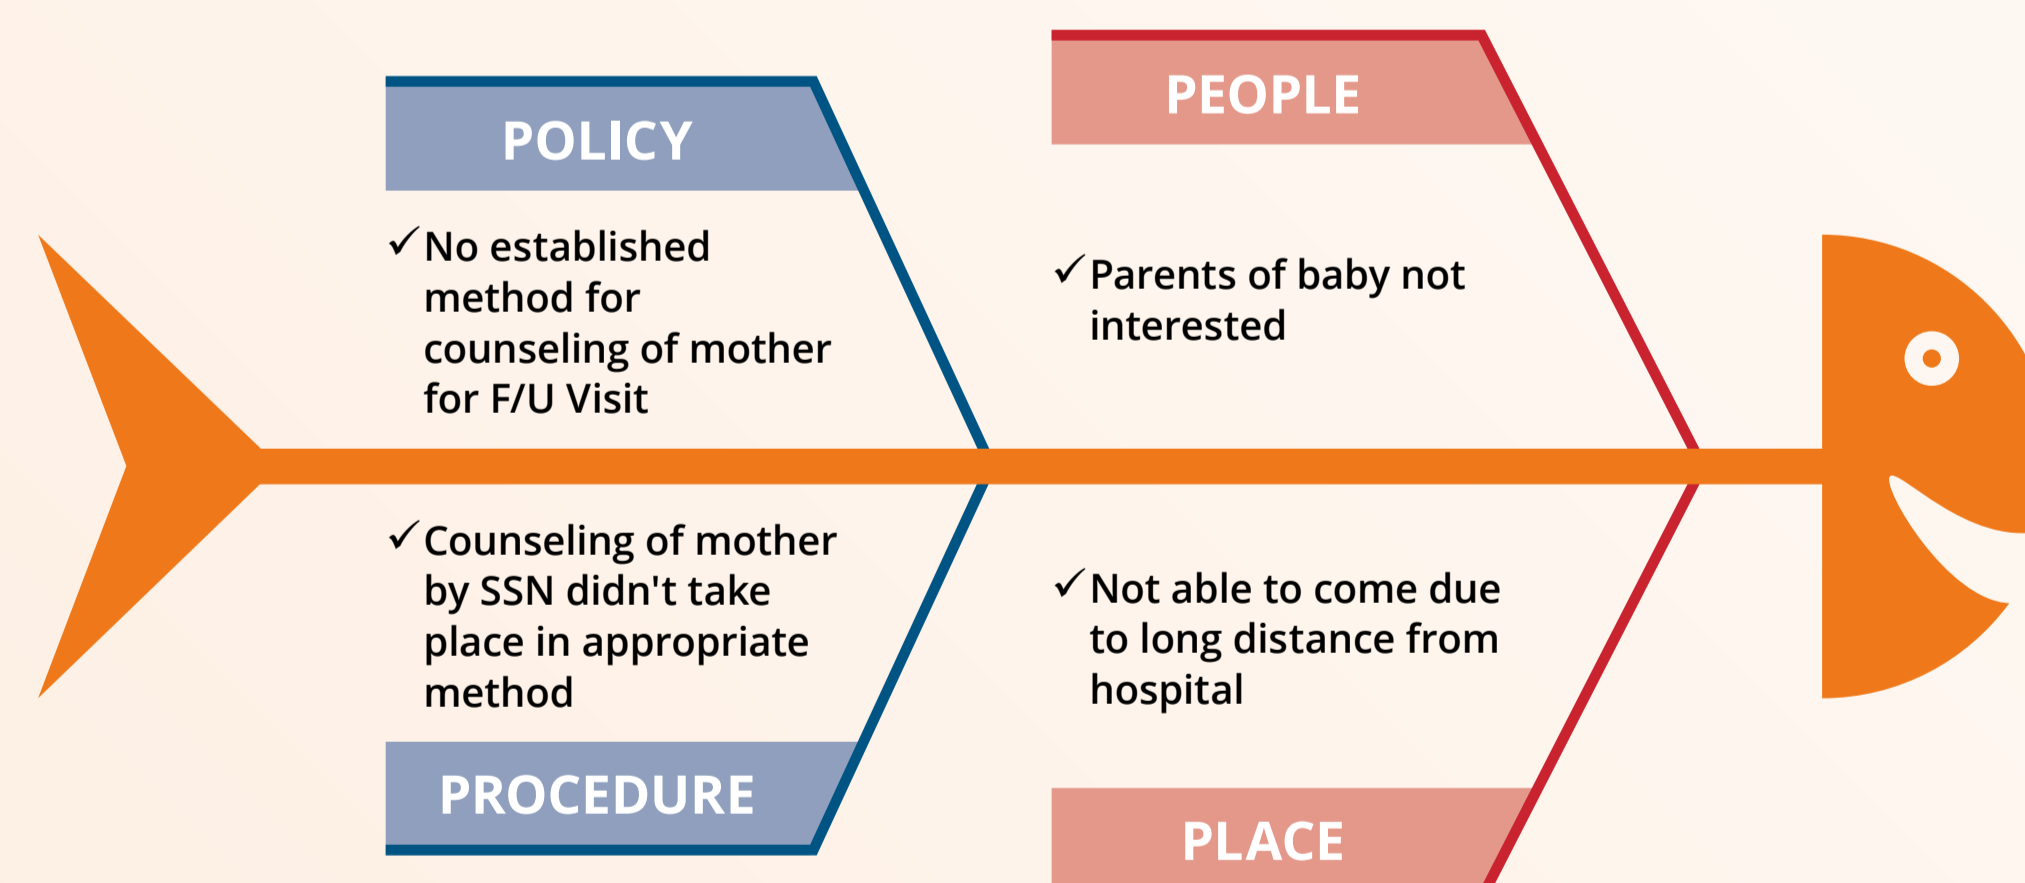 POLICY
✓ No established
method for
counseling of mother
for F/U Visit
PEOPLE
✓ Parents of baby not
interested
✓ Counseling of mother
by SSN didn't take
place in appropriate
method
PROCEDURE
✓ Not able to come due
to long distance from
hospital
PLACE